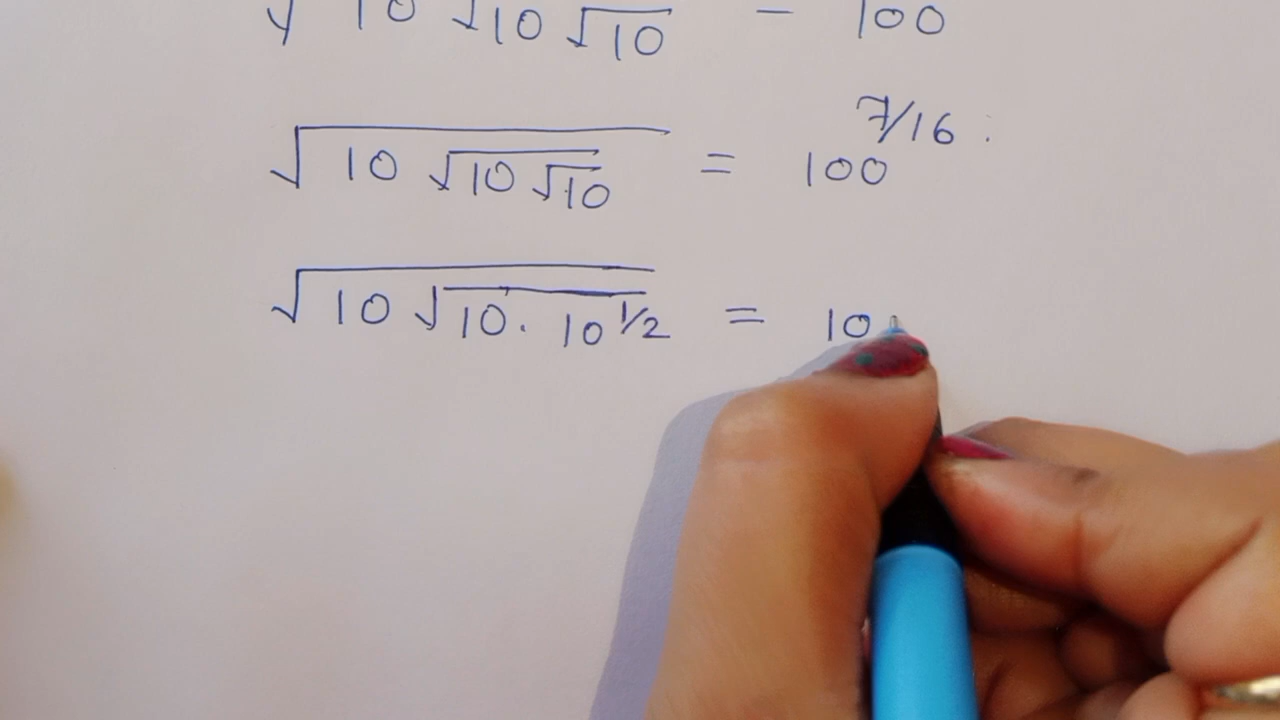 √10√10√10 = 100
√10√10√10 = 100^7/16 :
√10√10. 10^1/2 = 10